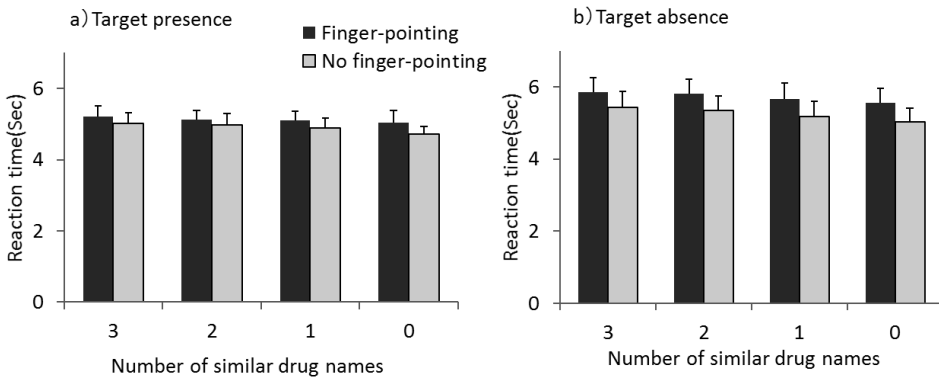 a) Target presence
Finger-pointing
No finger-pointing
Reaction time(Sec)
6
4
2
0
3 2 1 0
Number of similar drug names
b) Target absence
Reaction time(Sec)
6
4
2
0
3 2 1 0
Number of similar drug names